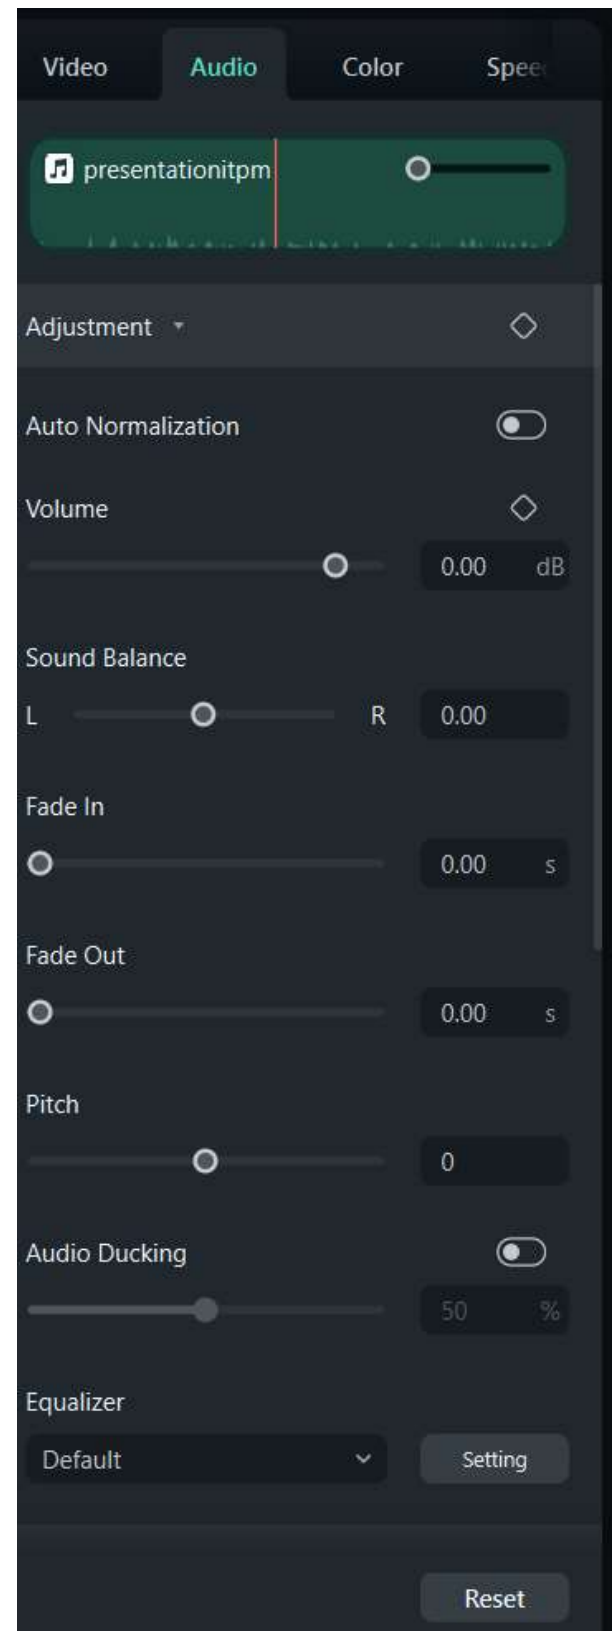 Video Audio Color Spee
presentationitpm
Adjustment
Auto Normalization
Volume
0.00 dB
Sound Balance
L R 0.00
Fade In
0.00 s
Fade Out
0.00 s
Pitch
0
Audio Ducking
50 %
Equalizer
Default Setting
Reset